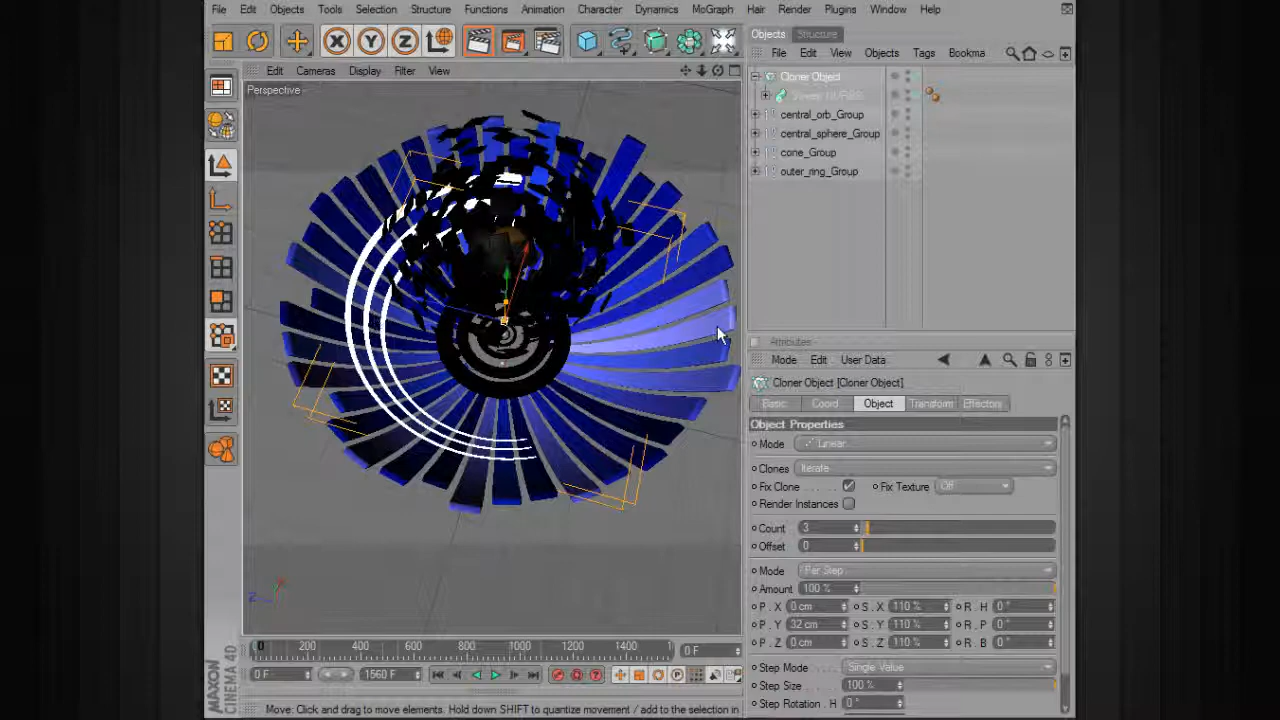 File Edit Objects Tools Selection Structure Functions Animation Character Dynamics MoGraph Hair Render Plugins Window Help
X Y Z
Objects Structure
File Edit View Objects Tags Bookma
Edit Cameras Display Filter View
Perspective
Cloner Object
Sweep NURBS
central_orb_Group
central_sphere_Group
cone_Group
outer_ring_Group
Attributes
Mode Edit User Data
Cloner Object [Cloner Object]
Basic Coord Object Transform Effectors
Object Properties
Mode Linear
Clones Iterate
Fix Clone Fix Texture Off
Render Instances
Count 3
Offset 0
Mode Per Step
Amount 100 %
P . X 0 cm S . X 110 % R . H 0 °
P . Y 32 cm S . Y 110 % R . P 0 °
P . Z 0 cm S . Z 110 % R . B 0 °
Step Mode Single Value
Step Size 100 %
Step Rotation . H 0 °
Z
0 200 400 600 800 1000 1200 1400 1 0 F
0 F 1560 F
MAXON
CINEMA 4D
Move: Click and drag to move elements. Hold down SHIFT to quantize movement / add to the selection in